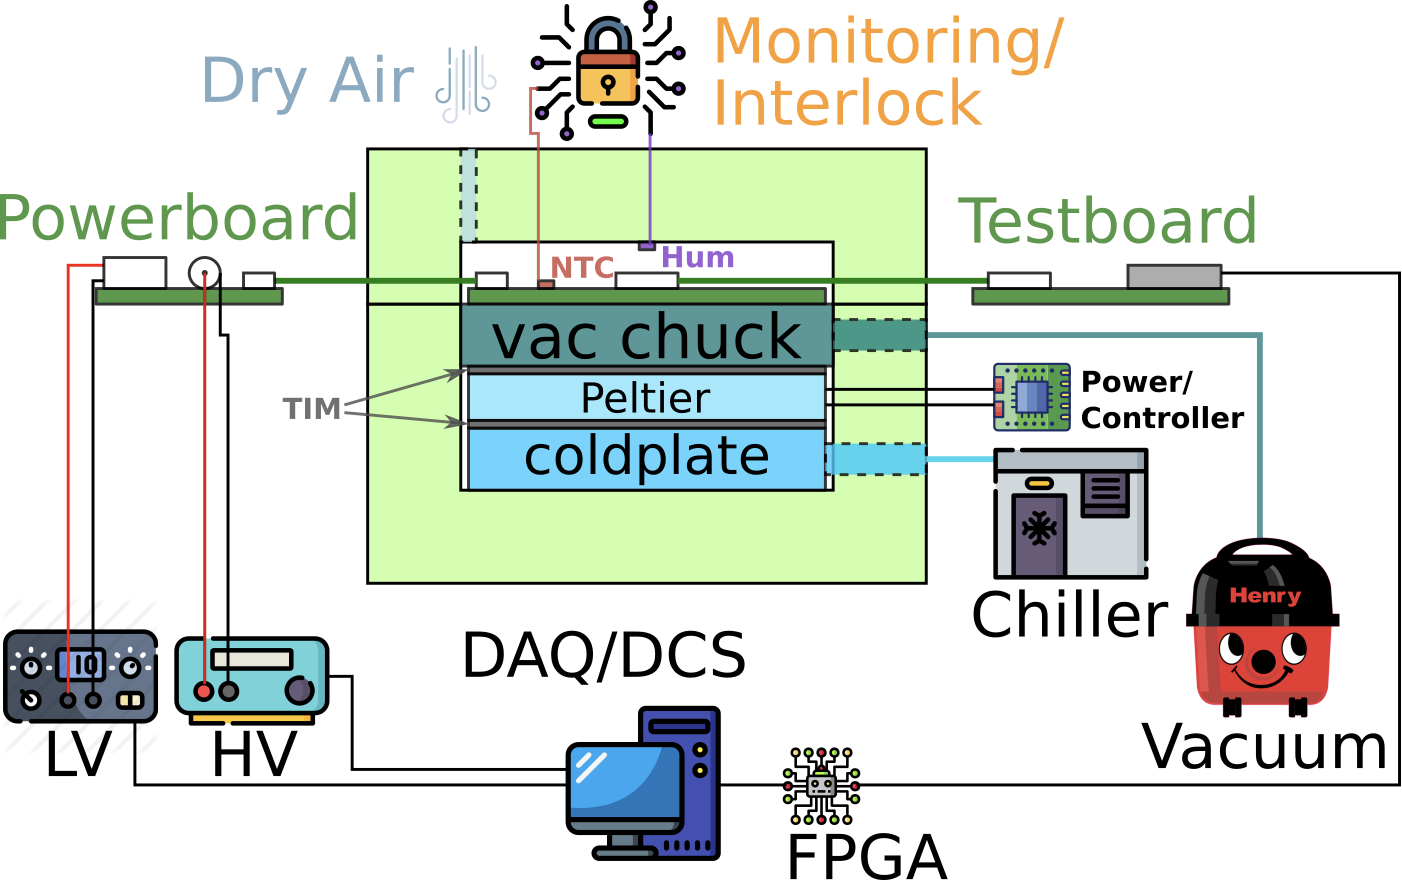 Dry Air
Monitoring/
Interlock
Powerboard
Testboard
NTC
Hum
vac chuck
TIM
Peltier
Power/
Controller
coldplate
Henry
Chiller
DAQ/DCS
10
LV
HV
Vacuum
FPGA